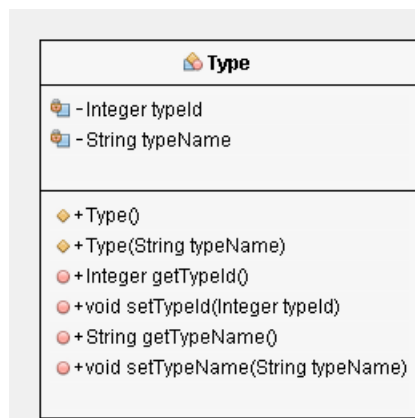 Type
- Integer typeId
- String typeName
+ Type()
+ Type(String typeName)
+ Integer getTypeId()
+ void setTypeId(Integer typeId)
+ String getTypeName()
+ void setTypeName(String typeName)